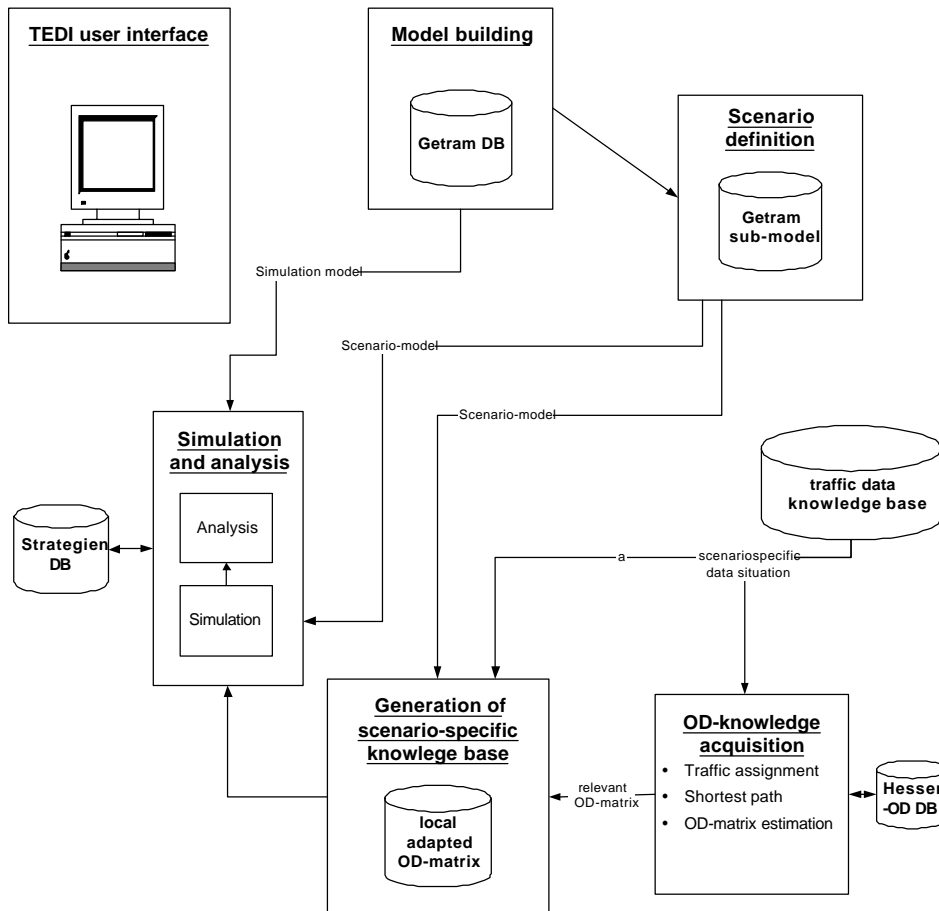 TEDI user interface
Model building
Getram DB
Scenario
definition
Getram
sub-model
Simulation model
Scenario-model
Scenario-model
Simulation
and analysis
Analysis
Simulation
Strategien
DB
traffic data
knowledge base
a
scenariospecific
data situation
Generation of
scenario-specific
knowlege base
local
adapted
OD-matrix
relevant
OD-matrix
OD-knowledge
acquisition
• Traffic assignment
• Shortest path
• OD-matrix estimation
Hessen
-OD DB